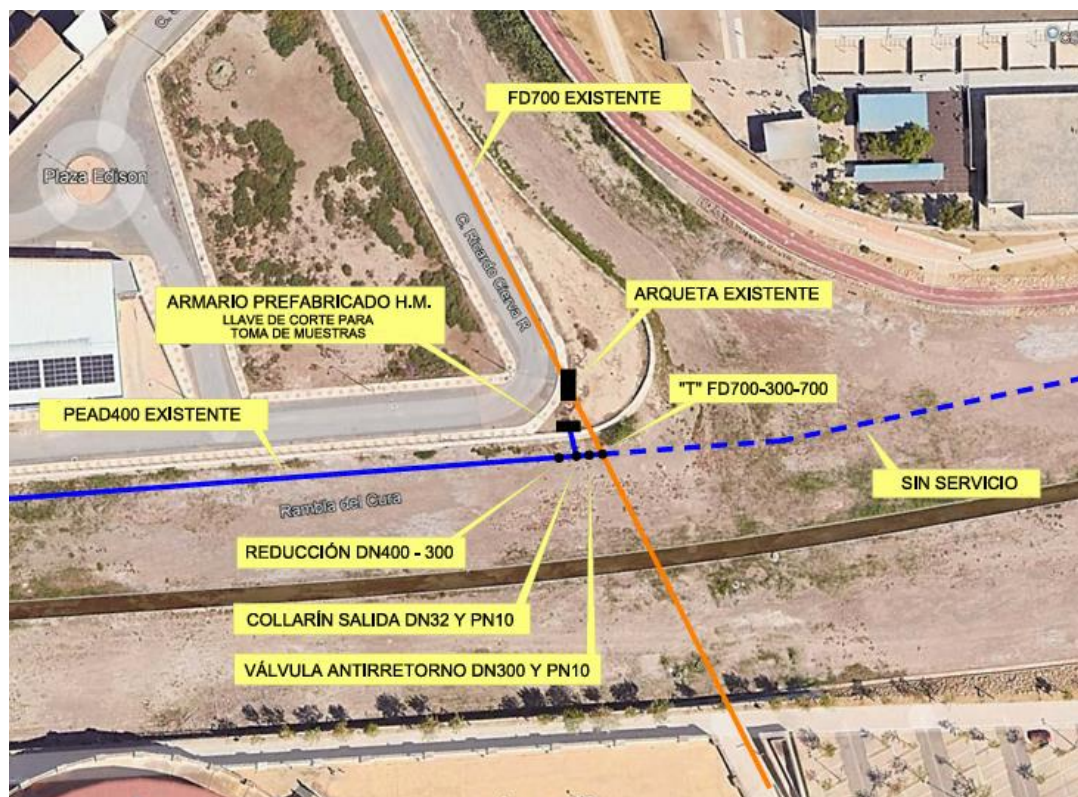 C.
FD700 EXISTENTE
Plaza Edison
C. Ricardo Cierva R
ARMARIO PREFABRICADO H.M.
LLAVE DE CORTE PARA
TOMA DE MUESTRAS
ARQUETA EXISTENTE
"T" FD700-300-700
PEAD400 EXISTENTE
SIN SERVICIO
Rambla del Cura
REDUCCIÓN DN400 - 300
COLLARÍN SALIDA DN32 Y PN10
VÁLVULA ANTIRRETORNO DN300 Y PN10